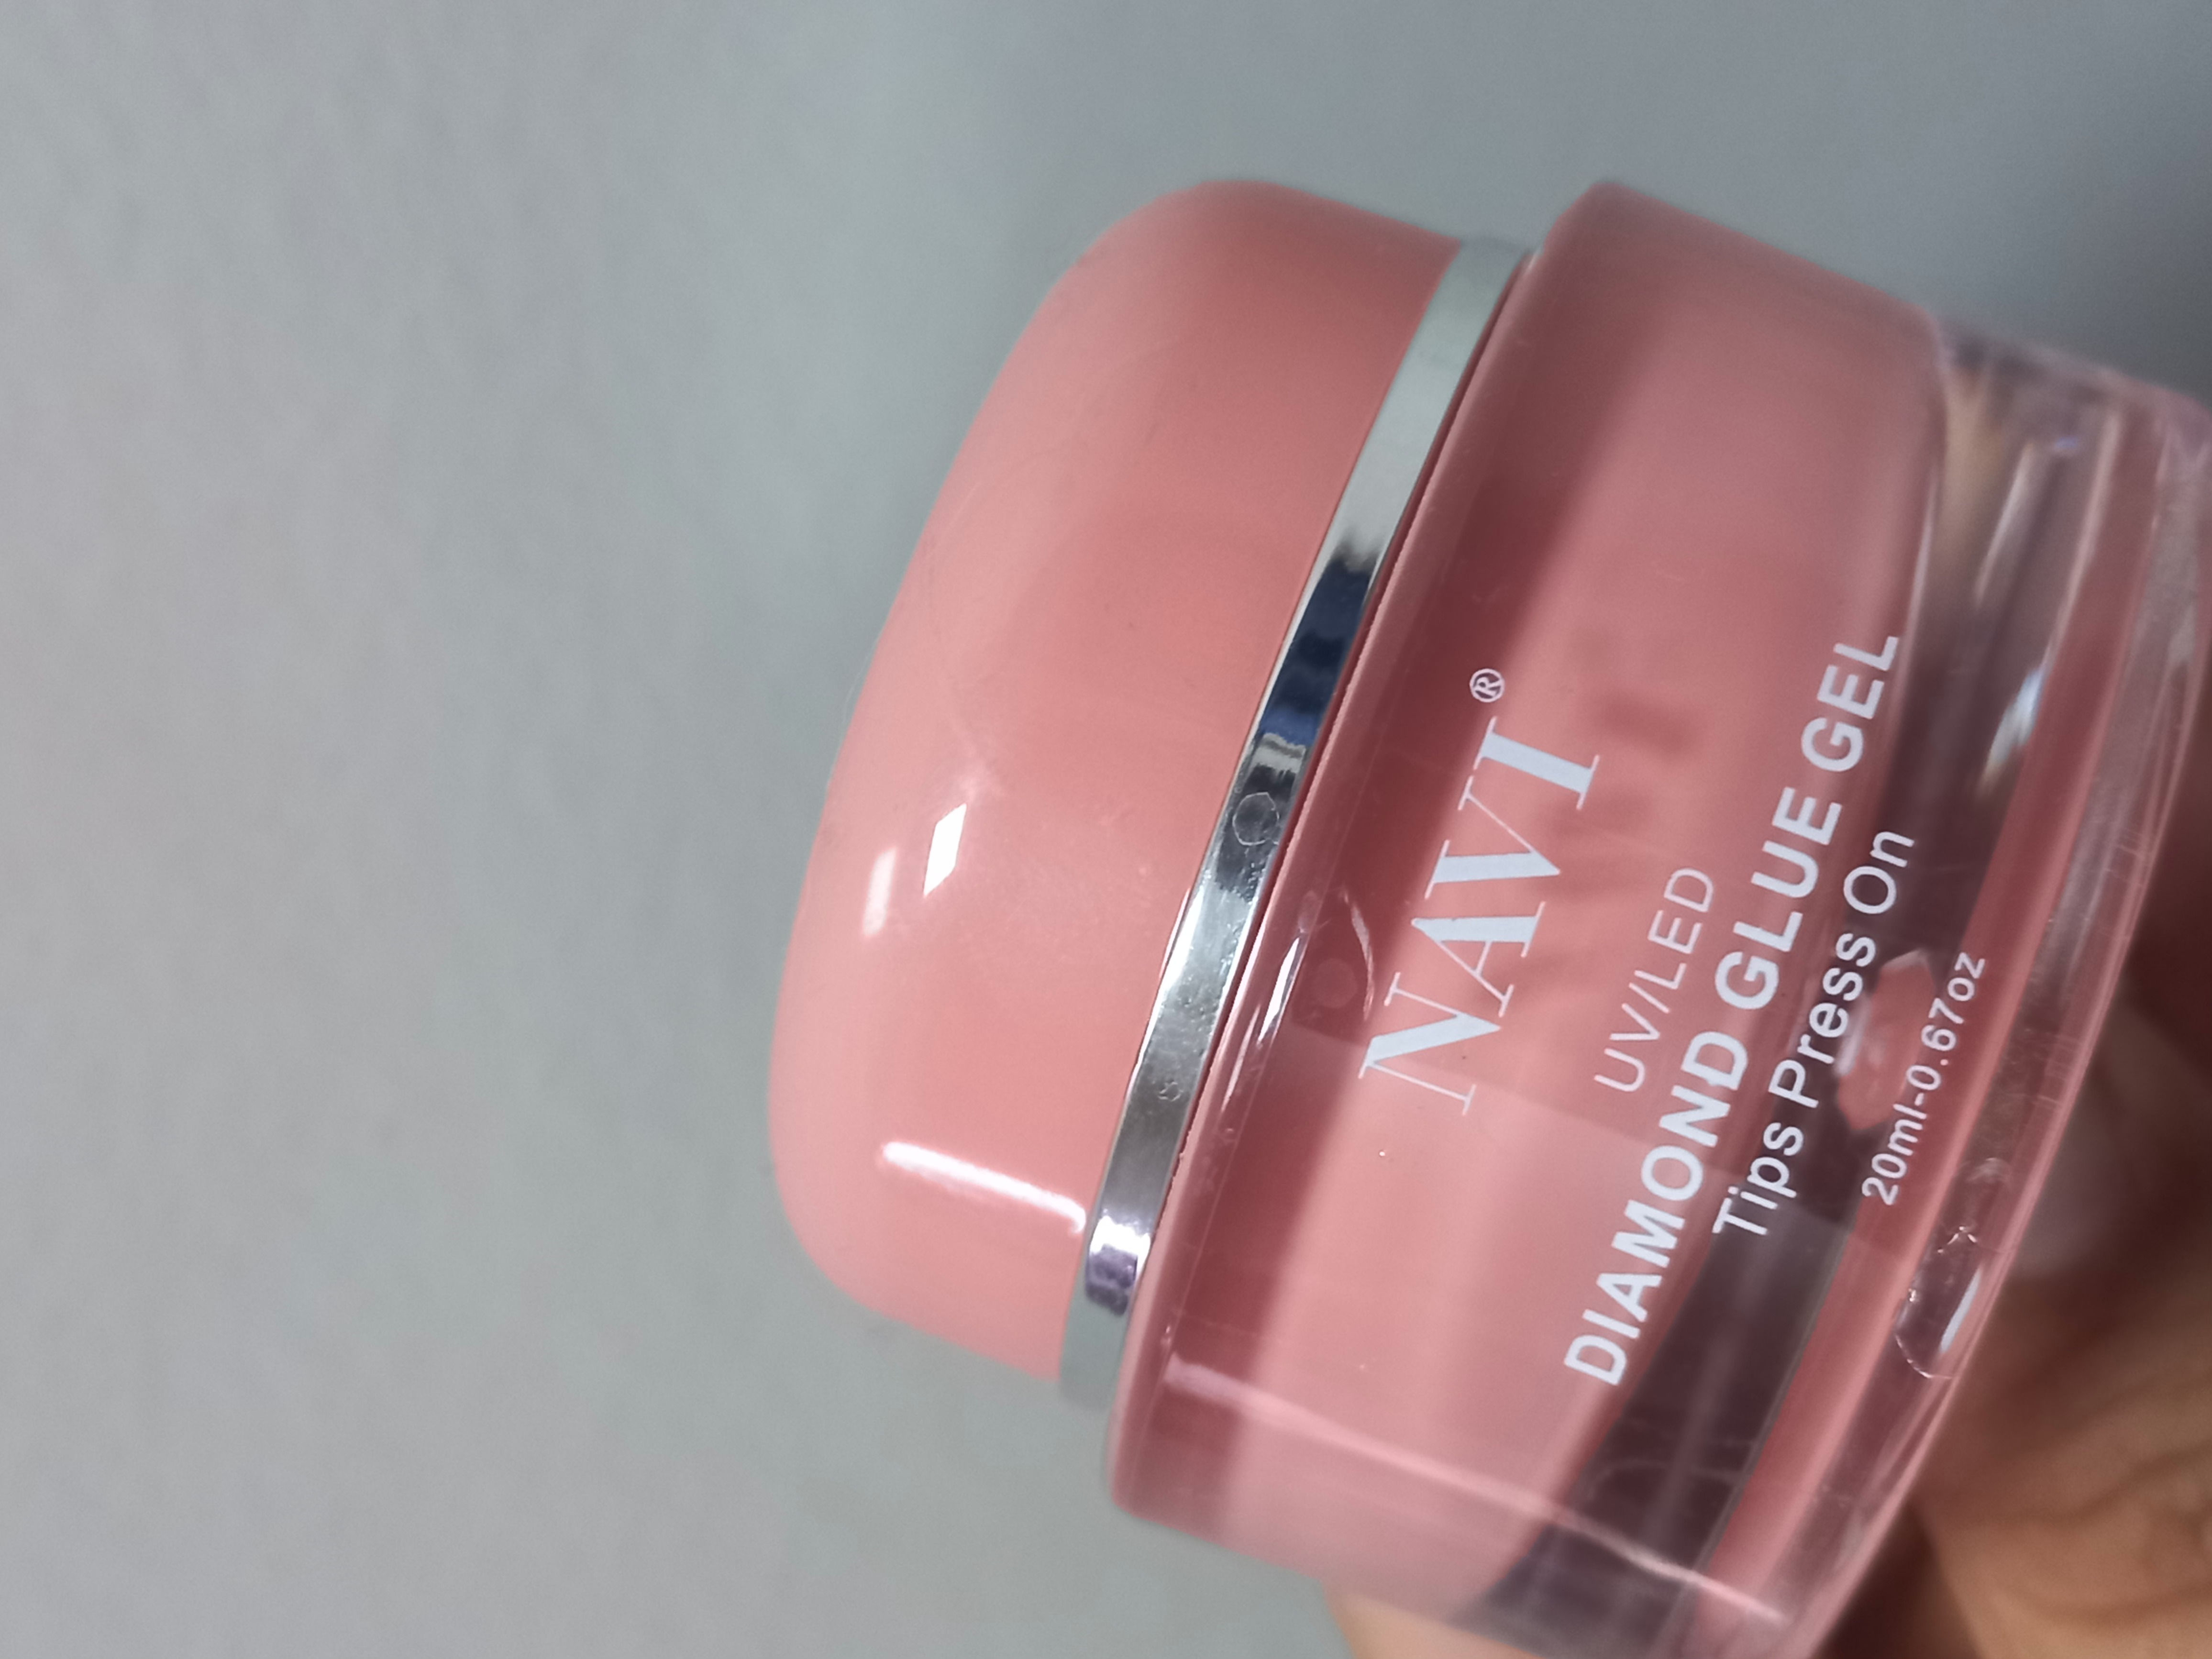 NAVI®
UV/LED
DIAMOND GLUE GEL
Tips Press On
20ml-0.67oz